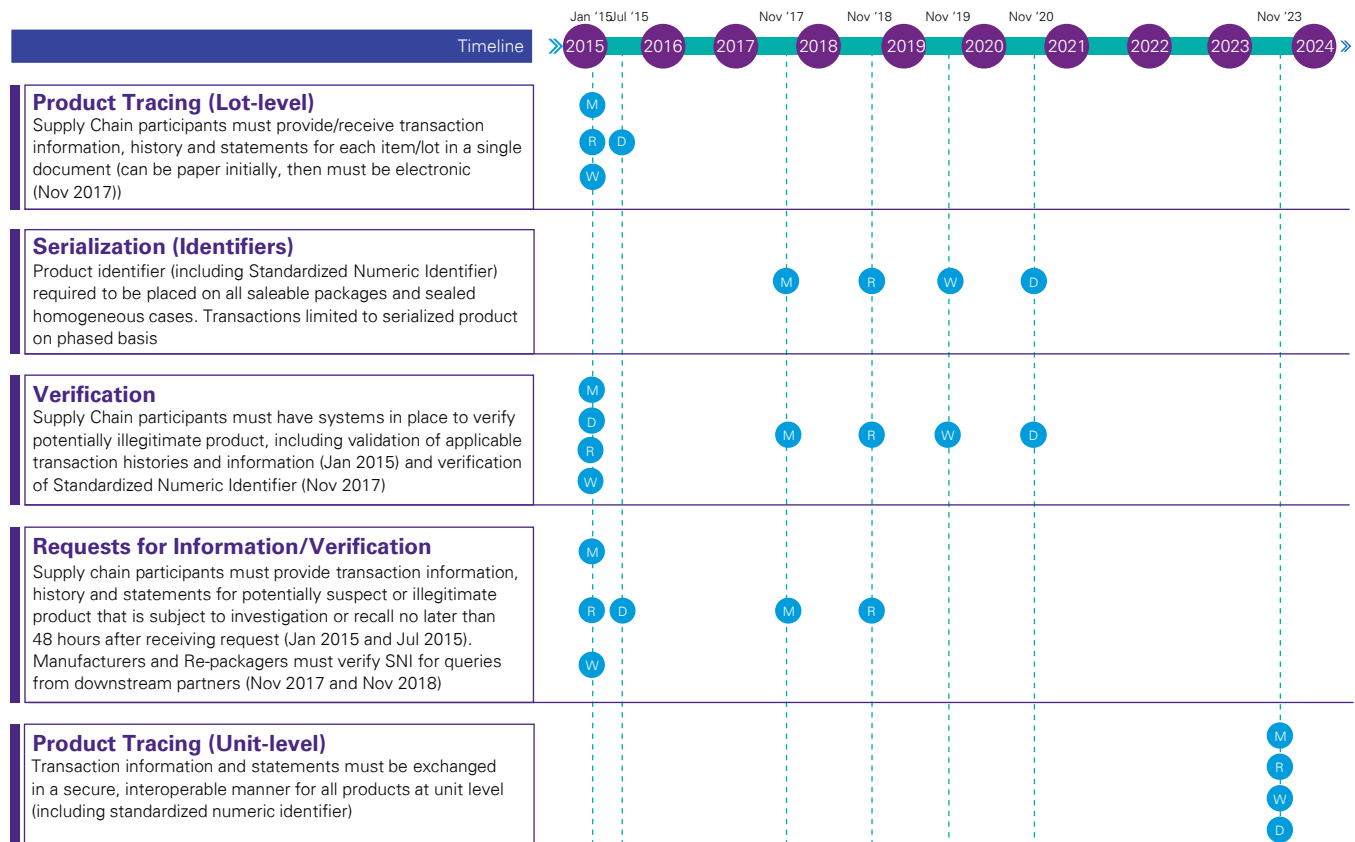 Jan ‘15 Jul ‘15 Nov ‘17 Nov ‘18 Nov ‘19 Nov ‘20 Nov ‘23
Timeline
2015 2016 2017 2018 2019 2020 2021 2022 2023 2024
Product Tracing (Lot-level)
Supply Chain participants must provide/receive transaction
information, history and statements for each item/lot in a single
document (can be paper initially, then must be electronic
(Nov 2017))
M
R D
W
Serialization (Identifiers)
Product identifier (including Standardized Numeric Identifier)
required to be placed on all saleable packages and sealed
homogeneous cases. Transactions limited to serialized product
on phased basis
M R W D
Verification
Supply Chain participants must have systems in place to verify
potentially illegitimate product, including validation of applicable
transaction histories and information (Jan 2015) and verification
of Standardized Numeric Identifier (Nov 2017)
M
D
R
W
M R W D
Requests for Information/Verification
Supply chain participants must provide transaction information,
history and statements for potentially suspect or illegitimate
product that is subject to investigation or recall no later than
48 hours after receiving request (Jan 2015 and Jul 2015).
Manufacturers and Re-packagers must verify SNI for queries
from downstream partners (Nov 2017 and Nov 2018)
M
R D M R
W
Product Tracing (Unit-level)
Transaction information and statements must be exchanged
in a secure, interoperable manner for all products at unit level
(including standardized numeric identifier)
M
R
W
D